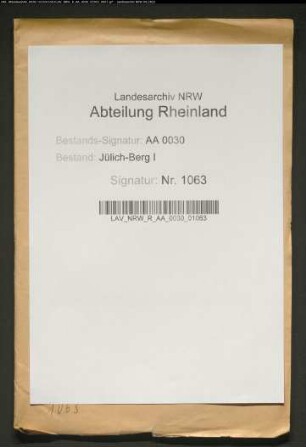 Landesarchiv NRW
Abteilung Rheinland
Bestands-Signatur: AA 0030
Bestand: Jülich-Berg I
Signatur: Nr. 1063
LAV_NRW_R_AA_0030_01063
1063